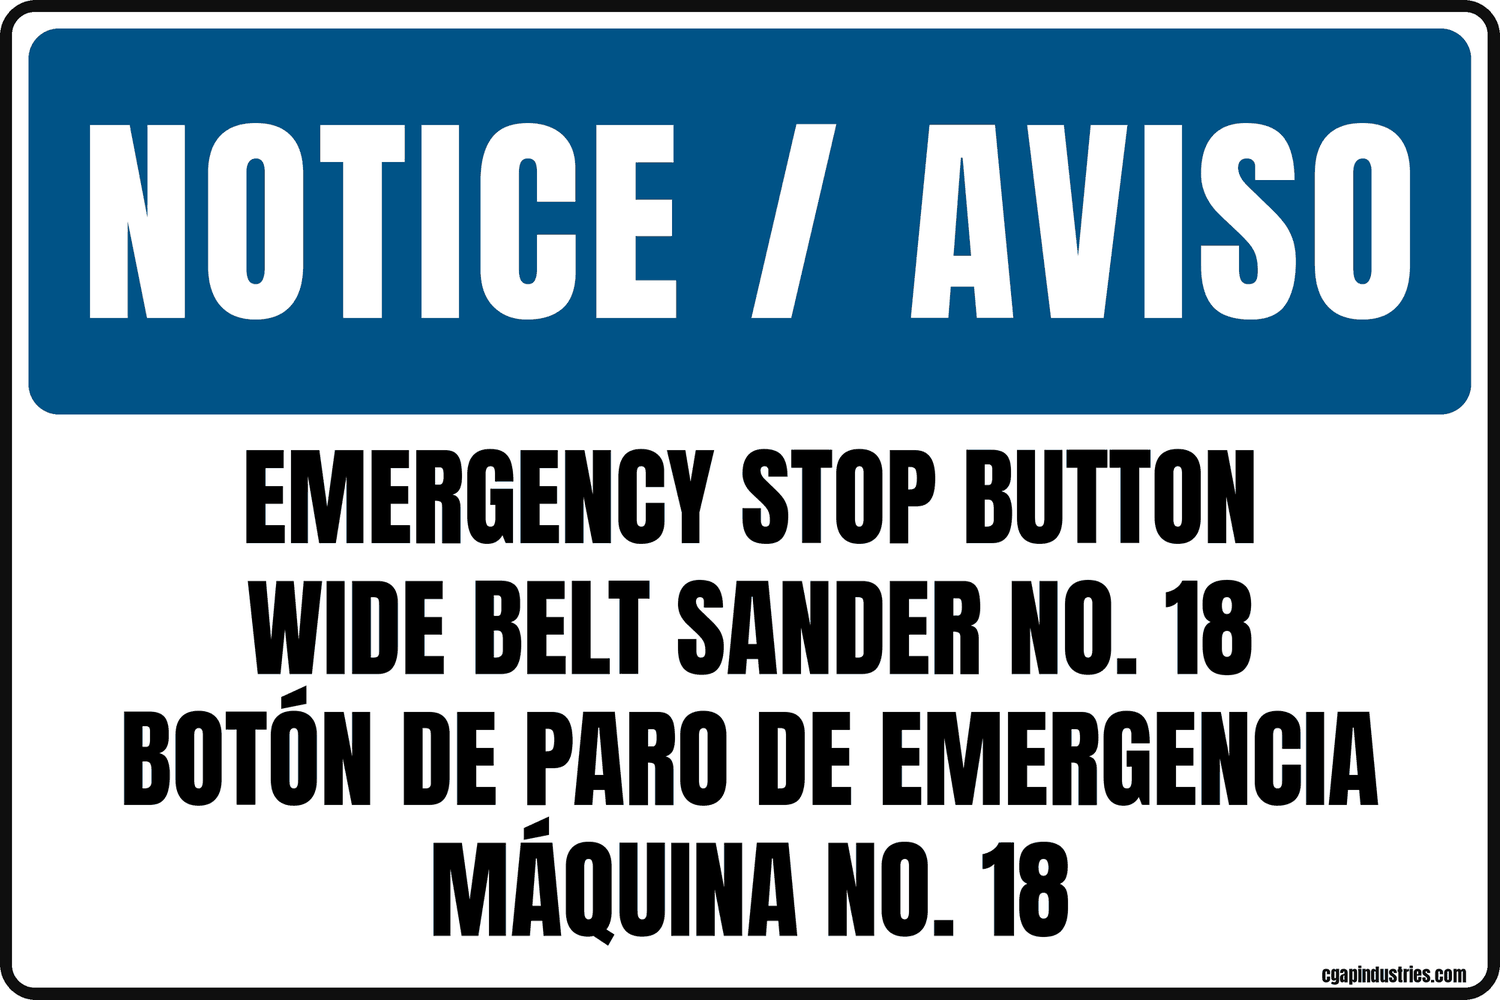 NOTICE / AVISO
EMERGENCY STOP BUTTON
WIDE BELT SANDER NO. 18
BOTÓN DE PARO DE EMERGENCIA
MÁQUINA NO. 18
cgapindustries.com